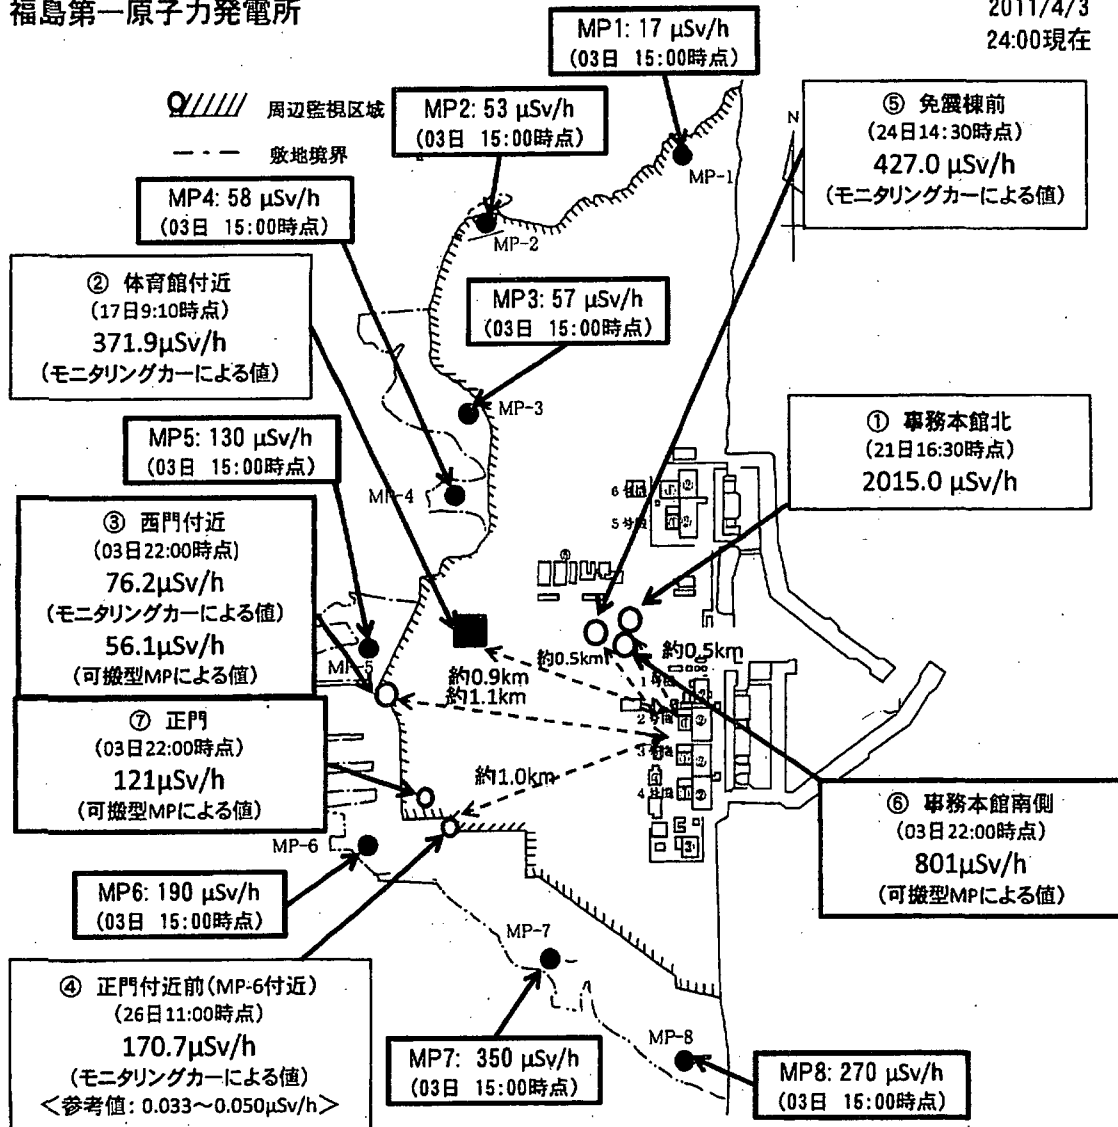 福島第一原子力発電所
2011/4/3
24:00現在
MP1: 17 μSv/h
(03日 15:00時点)
周辺監視区域
敷地境界
MP2: 53 μSv/h
(03日 15:00時点)
⑤ 免震棟前
(24日14:30時点)
427.0 μSv/h
(モニタリングカーによる値)
N
MP-1
MP4: 58 μSv/h
(03日 15:00時点)
MP-2
② 体育館付近
(17日9:10時点)
371.9μSv/h
(モニタリングカーによる値)
MP3: 57 μSv/h
(03日 15:00時点)
MP-3
① 事務本館北
(21日16:30時点)
2015.0 μSv/h
MP5: 130 μSv/h
(03日 15:00時点)
MP-4
③ 西門付近
(03日22:00時点)
76.2μSv/h
(モニタリングカーによる値)
56.1μSv/h
(可搬型MPによる値)
MP-5
約0.5km
約0.5km
約0.9km
約1.1km
⑦ 正門
(03日22:00時点)
121μSv/h
(可搬型MPによる値)
約1.0km
⑥ 事務本館南側
(03日22:00時点)
801μSv/h
(可搬型MPによる値)
MP-6
MP6: 190 μSv/h
(03日 15:00時点)
MP-7
④ 正門付近前(MP-6付近)
(26日11:00時点)
170.7μSv/h
(モニタリングカーによる値)
<参考値: 0.033～0.050μSv/h>
MP7: 350 μSv/h
(03日 15:00時点)
MP-8
MP8: 270 μSv/h
(03日 15:00時点)